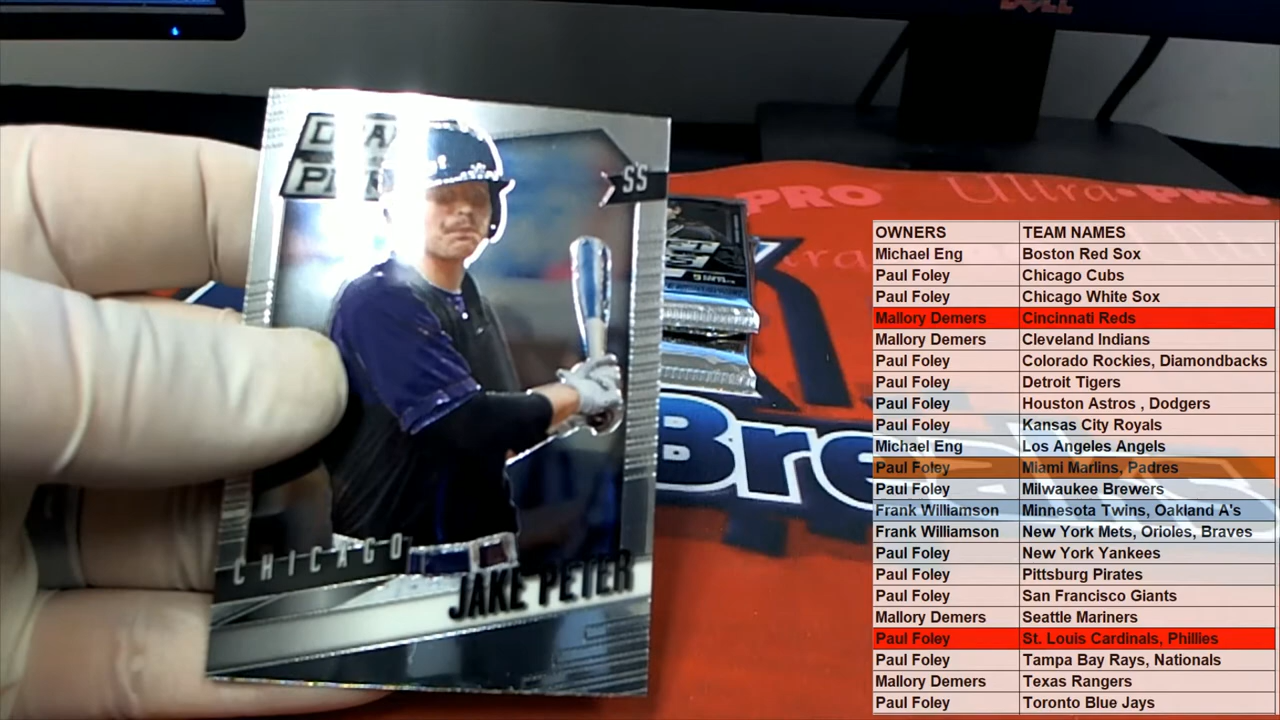 DELL
PRO
Ultra PRO
SS
CHICAGO
JAKE PETER
Bre
OWNERS TEAM NAMES
Michael Eng Boston Red Sox
Paul Foley Chicago Cubs
Paul Foley Chicago White Sox
Mallory Demers Cincinnati Reds
Mallory Demers Cleveland Indians
Paul Foley Colorado Rockies, Diamondbacks
Paul Foley Detroit Tigers
Paul Foley Houston Astros , Dodgers
Paul Foley Kansas City Royals
Michael Eng Los Angeles Angels
Paul Foley Miami Marlins, Padres
Paul Foley Milwaukee Brewers
Frank Williamson Minnesota Twins, Oakland A's
Frank Williamson New York Mets, Orioles, Braves
Paul Foley New York Yankees
Paul Foley Pittsburg Pirates
Paul Foley San Francisco Giants
Mallory Demers Seattle Mariners
Paul Foley St. Louis Cardinals, Phillies
Paul Foley Tampa Bay Rays, Nationals
Mallory Demers Texas Rangers
Paul Foley Toronto Blue Jays